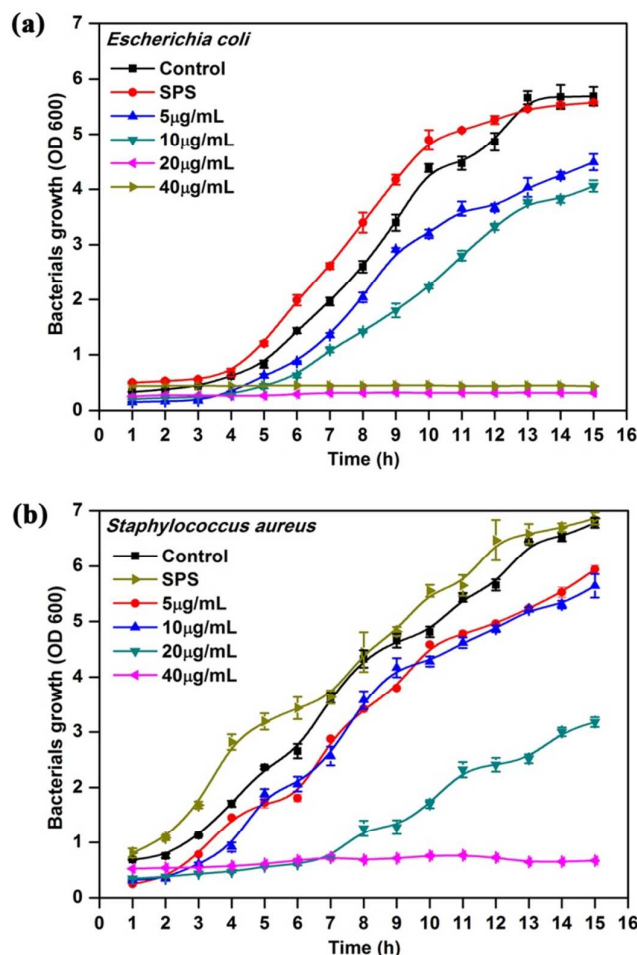 (a)
Escherichia coli
Control
SPS
5μg/mL
10μg/mL
20μg/mL
40μg/mL
Bacterials growth (OD 600)
7
6
5
4
3
2
1
0
0 1 2 3 4 5 6 7 8 9 10 11 12 13 14 15 16
Time (h)
(b)
Staphylococcus aureus
Control
SPS
5μg/mL
10μg/mL
20μg/mL
40μg/mL
Bacterials growth (OD 600)
7
6
5
4
3
2
1
0
0 1 2 3 4 5 6 7 8 9 10 11 12 13 14 15 16
Time (h)